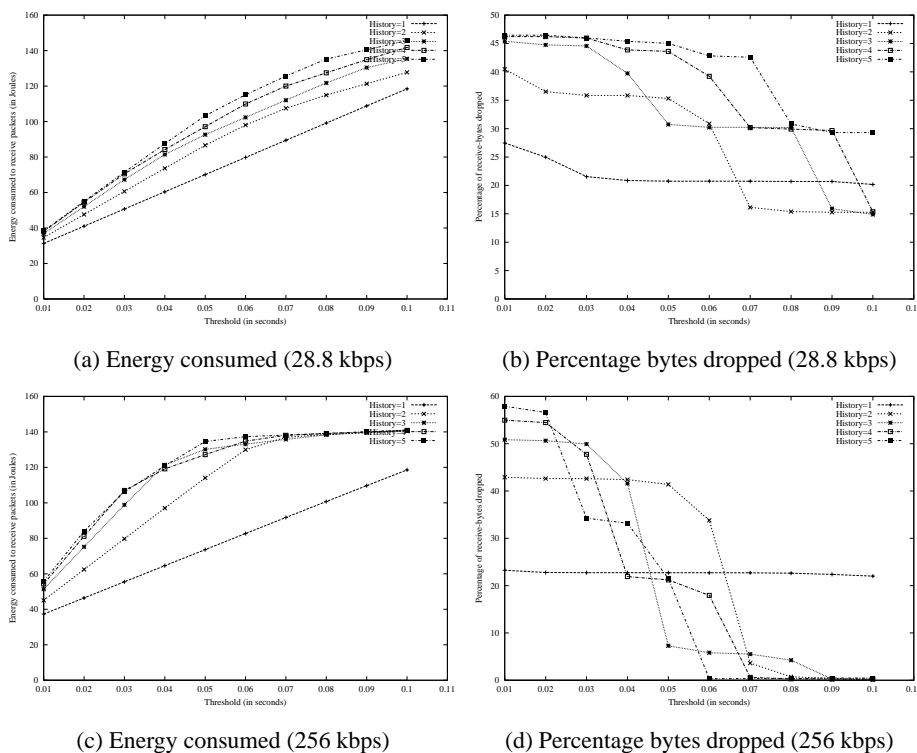 Energy consumed to receive packets (in Joules)
160
140
120
100
80
60
40
20
0
0.01 0.02 0.03 0.04 0.05 0.06 0.07 0.08 0.09 0.1 0.11
Threshold (in seconds)
History=1
History=2
History=3
History=4
History=5
(a) Energy consumed (28.8 kbps)
Percentage of receive-bytes dropped
50
45
40
35
30
25
20
15
10
5
0
0.01 0.02 0.03 0.04 0.05 0.06 0.07 0.08 0.09 0.1 0.1
Threshold (in seconds)
History=1
History=2
History=3
History=4
History=5
(b) Percentage bytes dropped (28.8 kbps)
Energy consumed to receive packets (in Joules)
160
140
120
100
80
60
40
20
0
0.01 0.02 0.03 0.04 0.05 0.06 0.07 0.08 0.09 0.1 0.11
Threshold (in seconds)
History=1
History=2
History=3
History=4
History=5
(c) Energy consumed (256 kbps)
Percentage of receive-bytes dropped
60
50
40
30
20
10
0
0.01 0.02 0.03 0.04 0.05 0.06 0.07 0.08 0.09 0.1 0.1
Threshold (in seconds)
History=1
History=2
History=3
History=4
History=5
(d) Percentage bytes dropped (256 kbps)